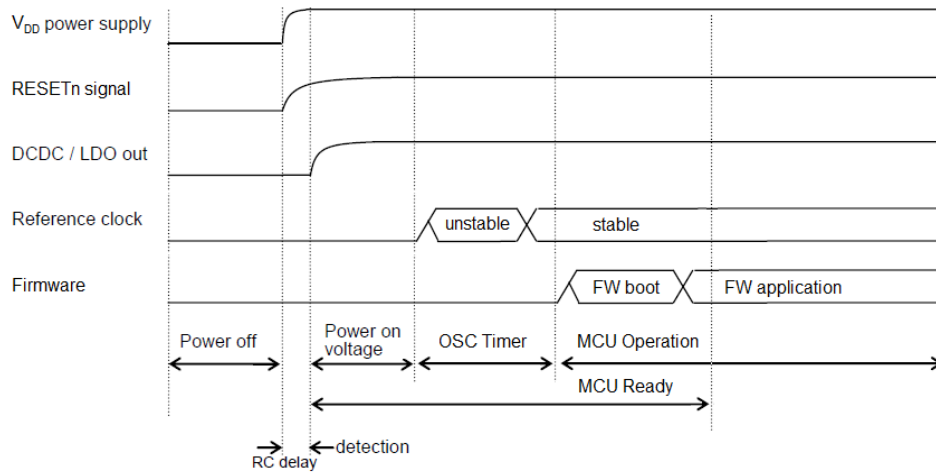 VDD power supply
RESETn signal
DCDC / LDO out
Reference clock
unstable
stable
Firmware
FW boot
FW application
Power off
Power on
voltage
OSC Timer
MCU Operation
MCU Ready
detection
RC delay